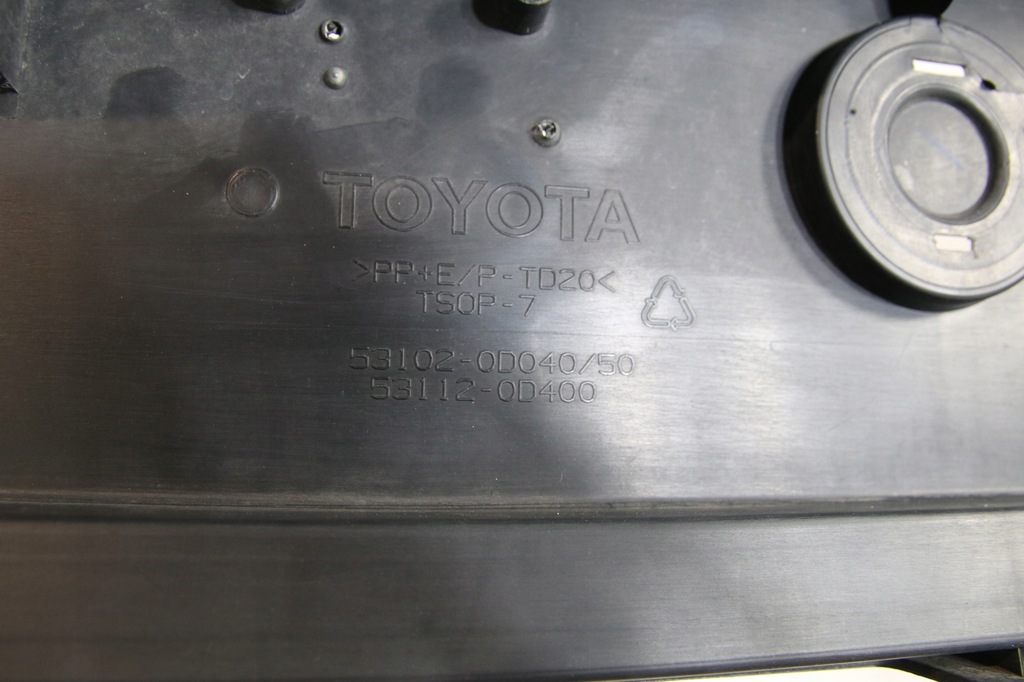 TOYOTA
>PP+E/P-TD20<
TSOP-7
53102-0D040/50
53112-0D400